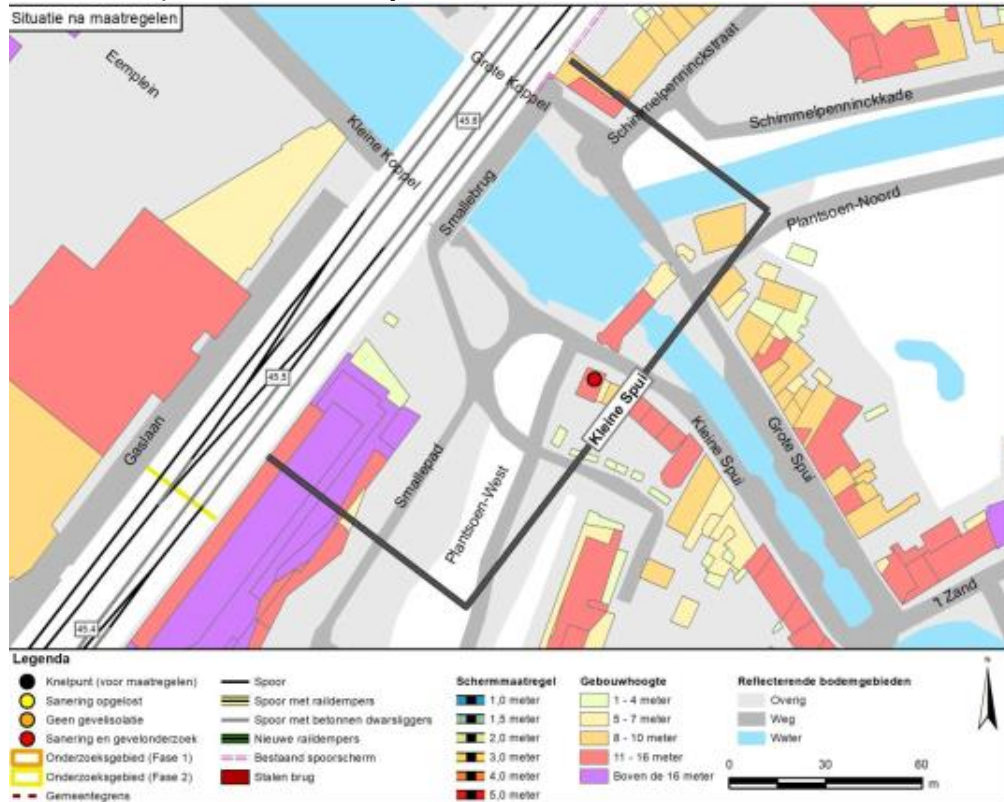 Situatie na maatregelen
Eemplein
Grote Koppel
Schimmelpenninckstraat
Schimmelpenninckkade
45.6
Kleine Koppel
Smallebrug
Plantsoen-Noord
45.5
Gaslaan
Kleine Spui
Smallepad
Kleine Spui
Grote Spui
Plantsoen-West
't Zand
45.4
Legenda
Knelpunt (voor maatregelen)
Sanering opgelost
Geen gevelisolatie
Sanering en gevelonderzoek
Onderzoeksgebied (Fase 1)
Onderzoeksgebied (Fase 2)
Gemeentegrens
Spoor
Spoor met raildempers
Spoor met betonnen dwarsliggers
Nieuwe raildempers
Bestaand spoorscherm
Stalen brug
Schermmaatregel
1,0 meter
1,5 meter
2,0 meter
3,0 meter
4,0 meter
5,0 meter
Gebouwhoogte
1 - 4 meter
5 - 7 meter
8 - 10 meter
11 - 16 meter
Boven de 16 meter
Reflecterende bodemgebieden
Overig
Weg
Water
0 30 60
m